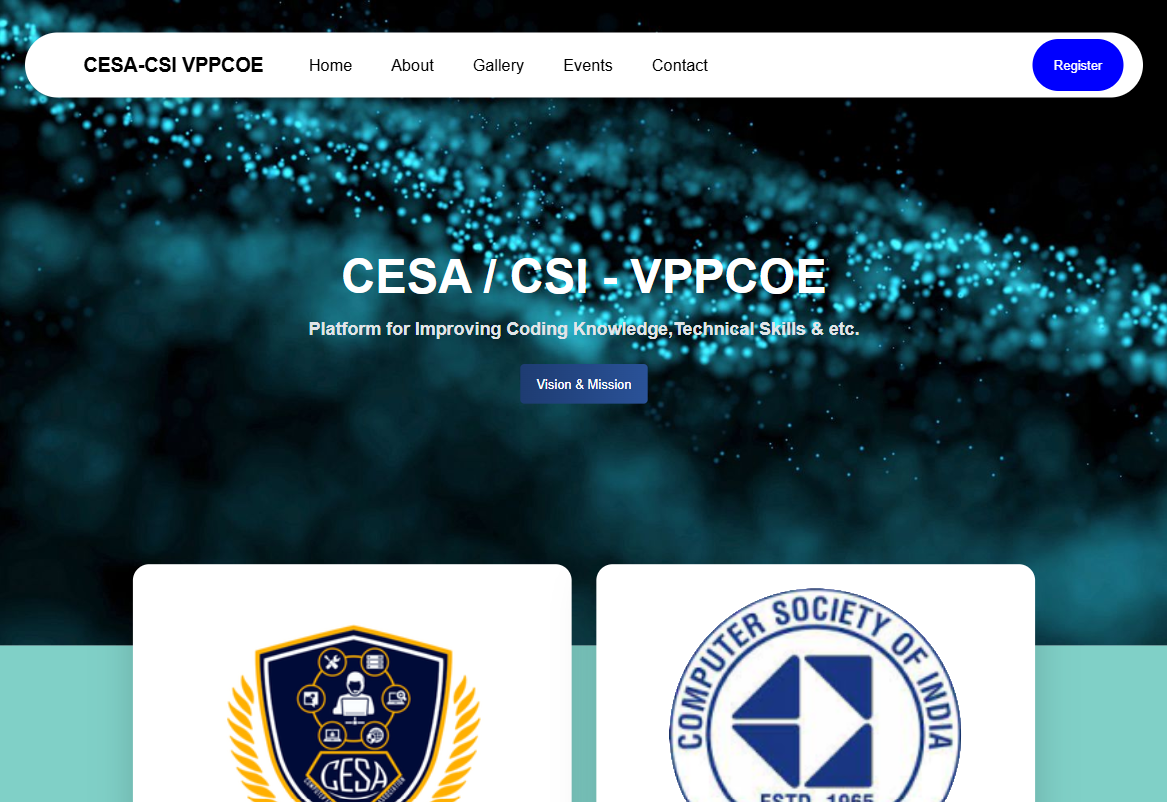 CESA-CSI VPPCOE Home About Gallery Events Contact Register
CESA / CSI - VPPCOE
Platform for Improving Coding Knowledge,Technical Skills & etc.
Vision & Mission
COMPUTER SOCIETY OF INDIA
CESA
ESTD. 1965